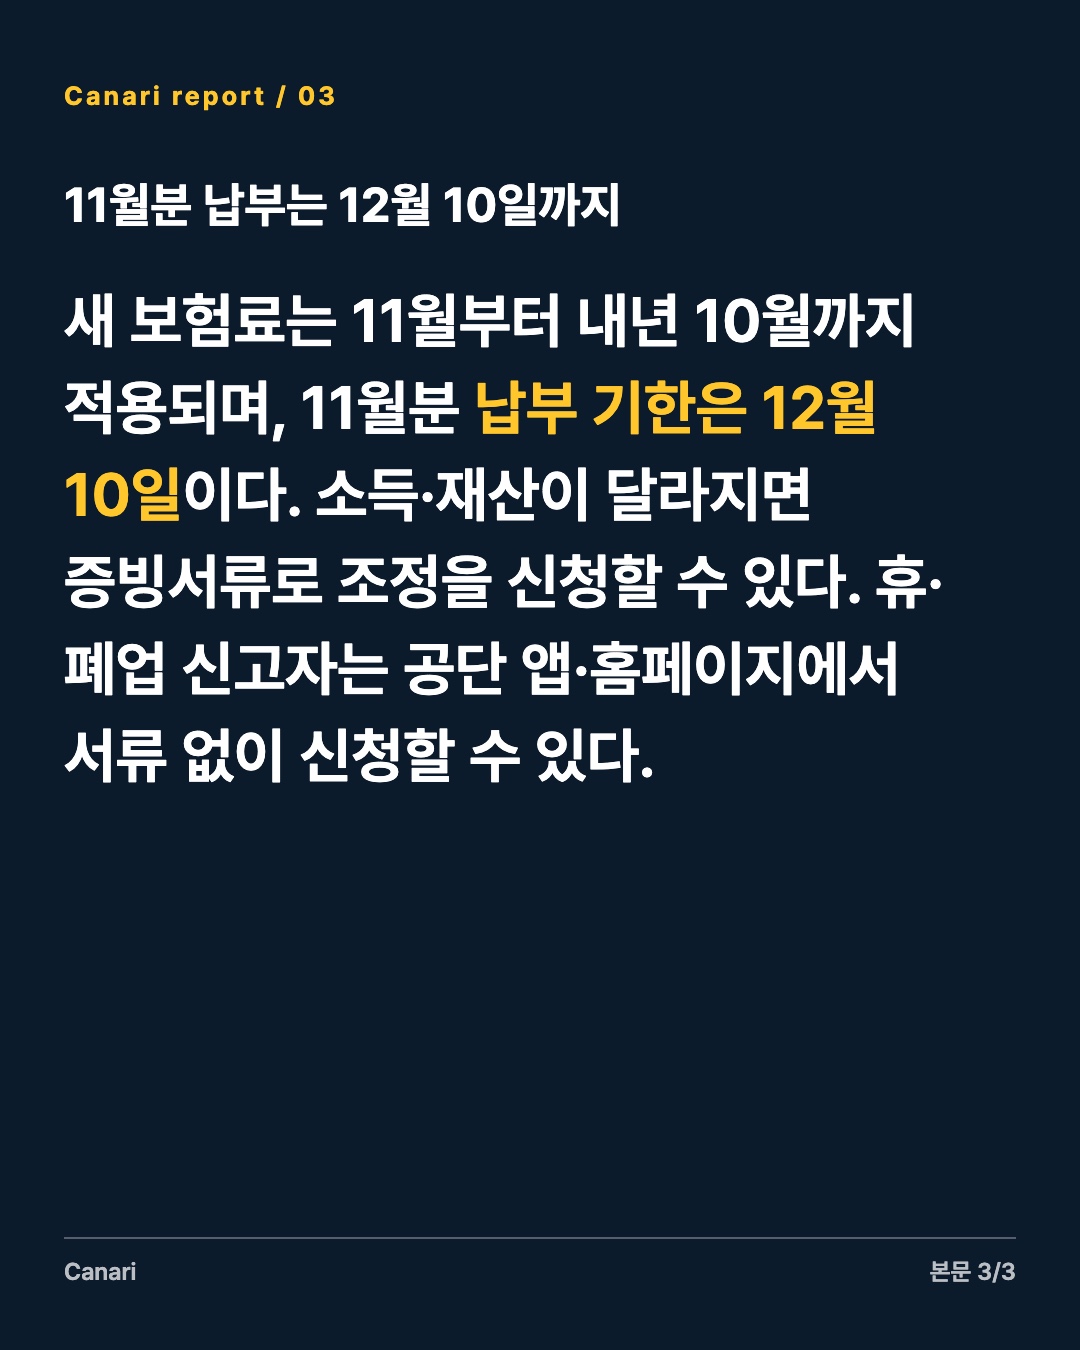 Canari report / 03
11월분 납부는 12월 10일까지
새 보험료는 11월부터 내년 10월까지
적용되며, 11월분 납부 기한은 12월
10일이다. 소득·재산이 달라지면
증빙서류로 조정을 신청할 수 있다. 휴·
폐업 신고자는 공단 앱·홈페이지에서
서류 없이 신청할 수 있다.
Canari
본문 3/3